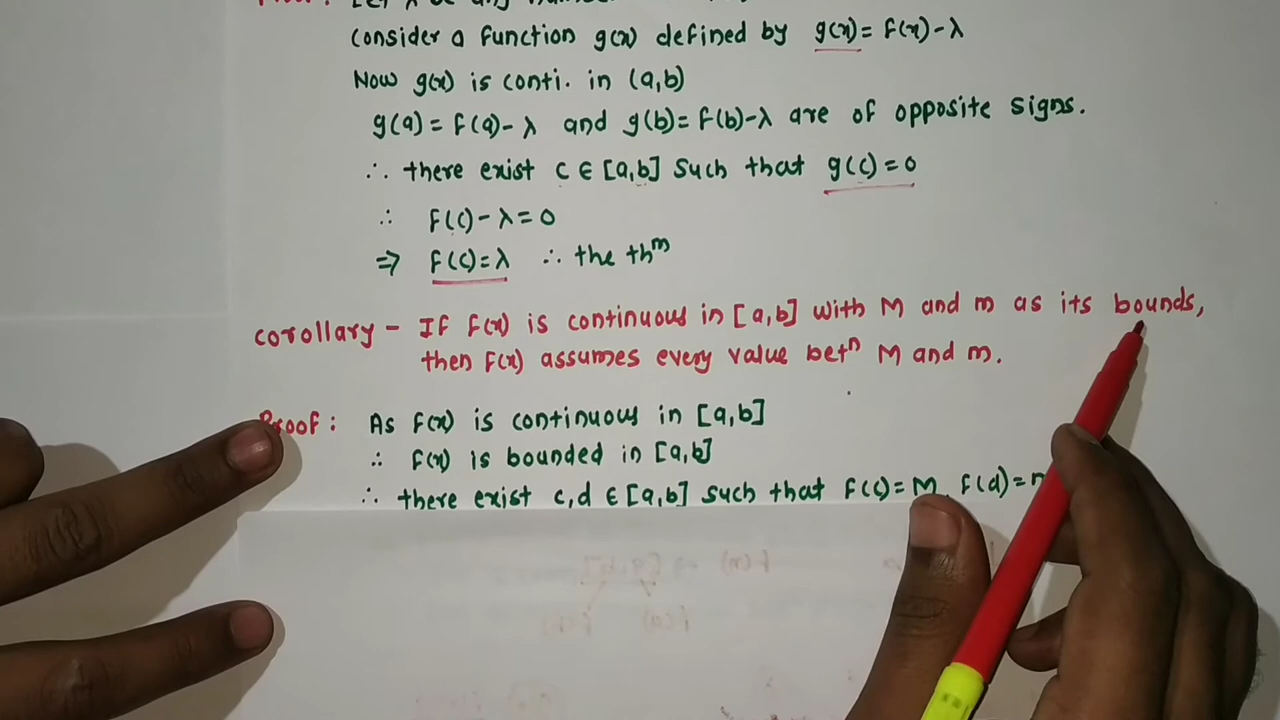 consider a function g(x) defined by g(x) = f(x)-λ
Now g(x) is conti. in (a,b)
g(a) = f(a)-λ and g(b) = f(b)-λ are of opposite signs.
∴ there exist c ∈ [a,b] such that g(c)=0
∴ f(c)-λ=0
⇒ f(c)=λ ∴ the thᵐ
corollary - If f(x) is continuous in [a,b] with M and m as its bounds,
then f(x) assumes every value betⁿ M and m.
Proof: As f(x) is continuous in [a,b]
∴ f(x) is bounded in [a,b]
∴ there exist c,d ∈ [a,b] such that f(c)=M, f(d)=